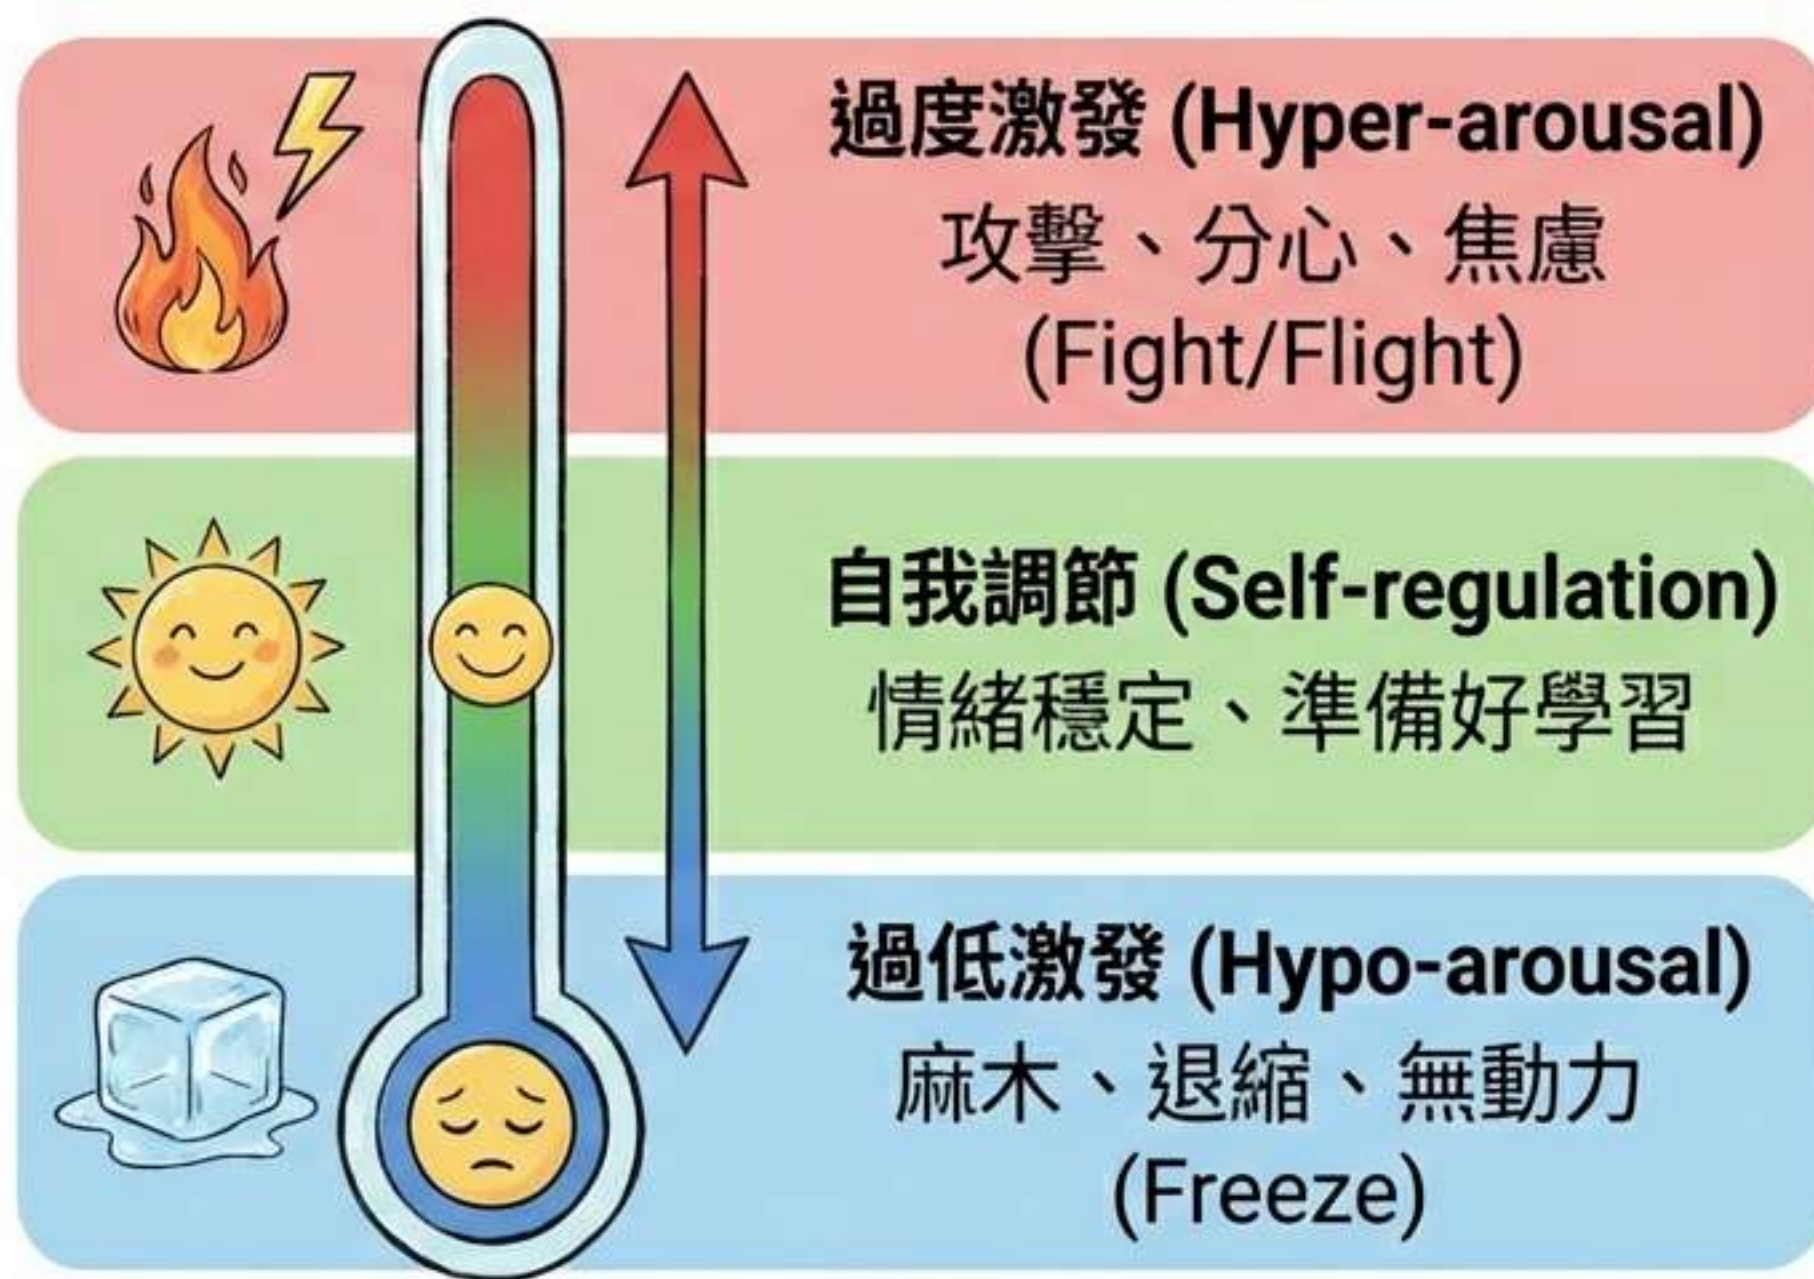 過度激發 (Hyper-arousal)
攻擊、分心、焦慮
(Fight/Flight)
自我調節 (Self-regulation)
情緒穩定、準備好學習
過低激發 (Hypo-arousal)
麻木、退縮、無動力
(Freeze)